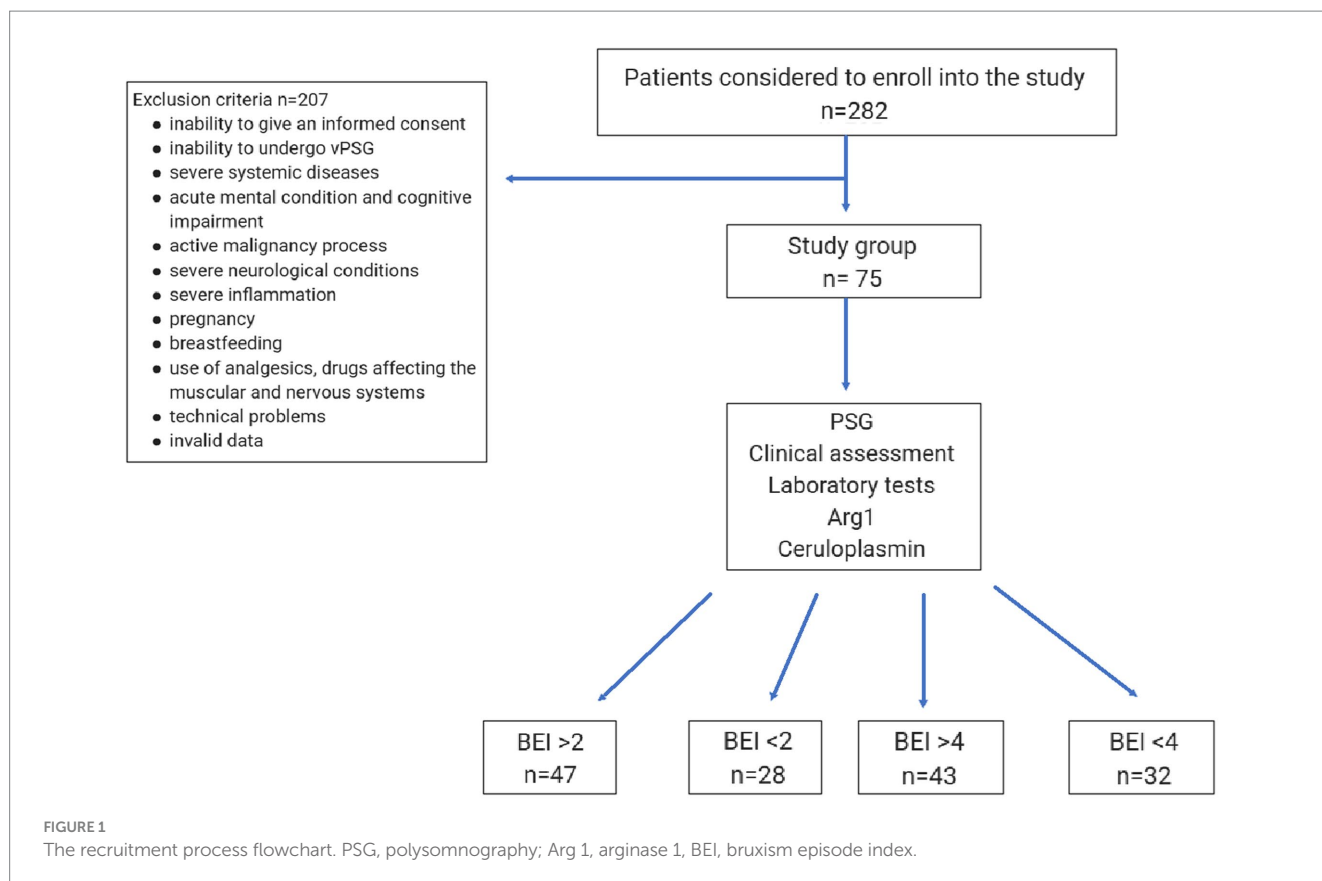 Patients considered to enroll into the study
n=282
Exclusion criteria n=207
● inability to give an informed consent
● inability to undergo vPSG
● severe systemic diseases
● acute mental condition and cognitive
impairment
● active malignancy process
● severe neurological conditions
● severe inflammation
● pregnancy
● breastfeeding
● use of analgesics, drugs affecting the
muscular and nervous systems
● technical problems
● invalid data
Study group
n= 75
PSG
Clinical assessment
Laboratory tests
Arg1
Ceruloplasmin
BEI >2
n=47
BEI <2
n=28
BEI >4
n=43
BEI <4
n=32
FIGURE 1
The recruitment process flowchart. PSG, polysomnography; Arg 1, arginase 1, BEI, bruxism episode index.